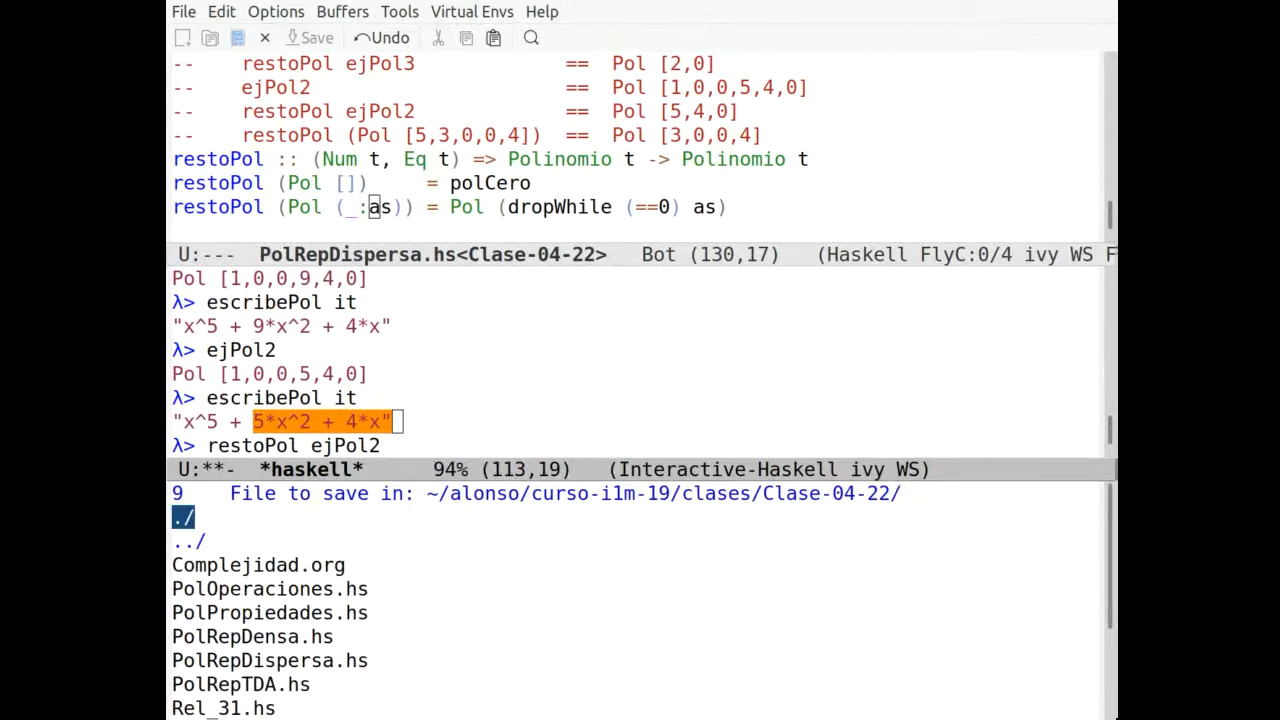 File Edit Options Buffers Tools Virtual Envs Help
Save Undo
-- restoPol ejPol3 == Pol [2,0]
-- ejPol2 == Pol [1,0,0,5,4,0]
-- restoPol ejPol2 == Pol [5,4,0]
-- restoPol (Pol [5,3,0,0,4]) == Pol [3,0,0,4]
restoPol :: (Num t, Eq t) => Polinomio t -> Polinomio t
restoPol (Pol []) = polCero
restoPol (Pol (_:as)) = Pol (dropWhile (==0) as)
U:--- PolRepDispersa.hs<Clase-04-22> Bot (130,17) (Haskell FlyC:0/4 ivy WS F
Pol [1,0,0,9,4,0]
λ> escribePol it
"x^5 + 9*x^2 + 4*x"
λ> ejPol2
Pol [1,0,0,5,4,0]
λ> escribePol it
"x^5 + 5*x^2 + 4*x"
λ> restoPol ejPol2
U:**- *haskell* 94% (113,19) (Interactive-Haskell ivy WS)
9 File to save in: ~/alonso/curso-i1m-19/clases/Clase-04-22/
./
../
Complejidad.org
PolOperaciones.hs
PolPropiedades.hs
PolRepDensa.hs
PolRepDispersa.hs
PolRepTDA.hs
Rel_31.hs